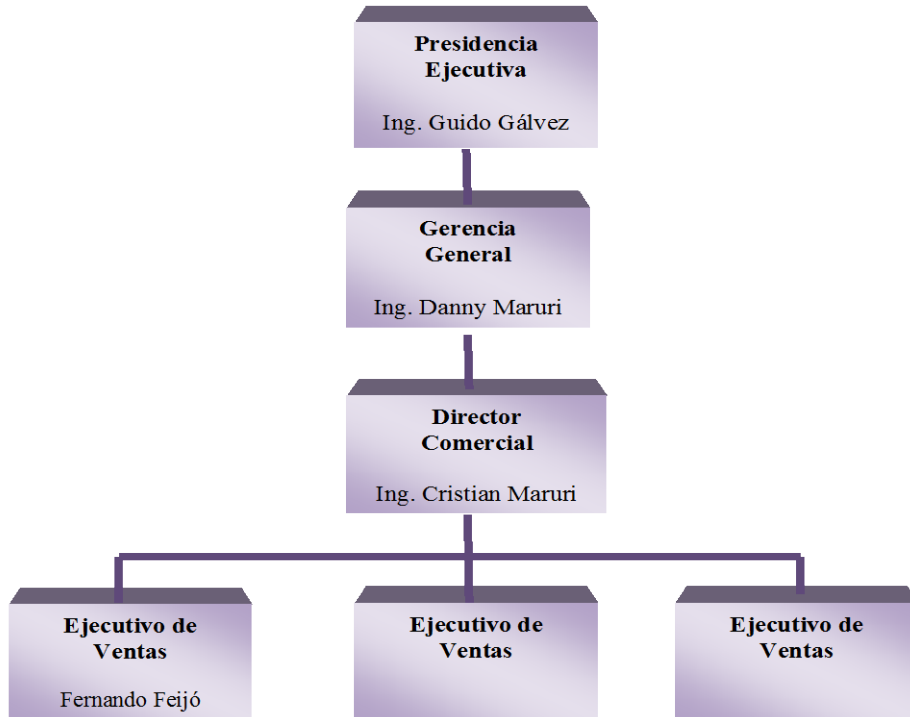 Presidencia
Ejecutiva
Ing. Guido Gálvez
Gerencia
General
Ing. Danny Maruri
Director
Comercial
Ing. Cristian Maruri
Ejecutivo de
Ventas
Fernando Feijó
Ejecutivo de
Ventas
Ejecutivo de
Ventas